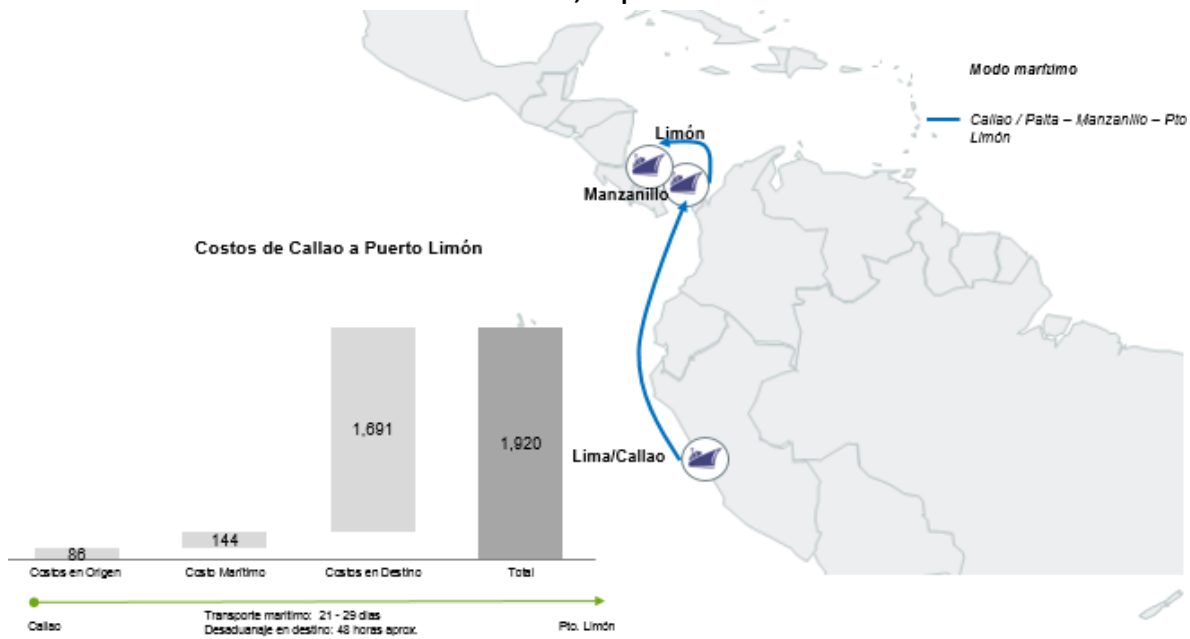 Modo marítimo
Callao / Paita – Manzanillo – Pto
Limón
Limón
Manzanillo
Costos de Callao a Puerto Limón
1,691
1,920
Lima/Callao
144
86
Costos en Origen
Costo Marítimo
Costos en Destino
Total
Transporte marítimo: 21 - 29 días
Desaduanaje en destino: 48 horas aprox.
Callao
Pto. Limón